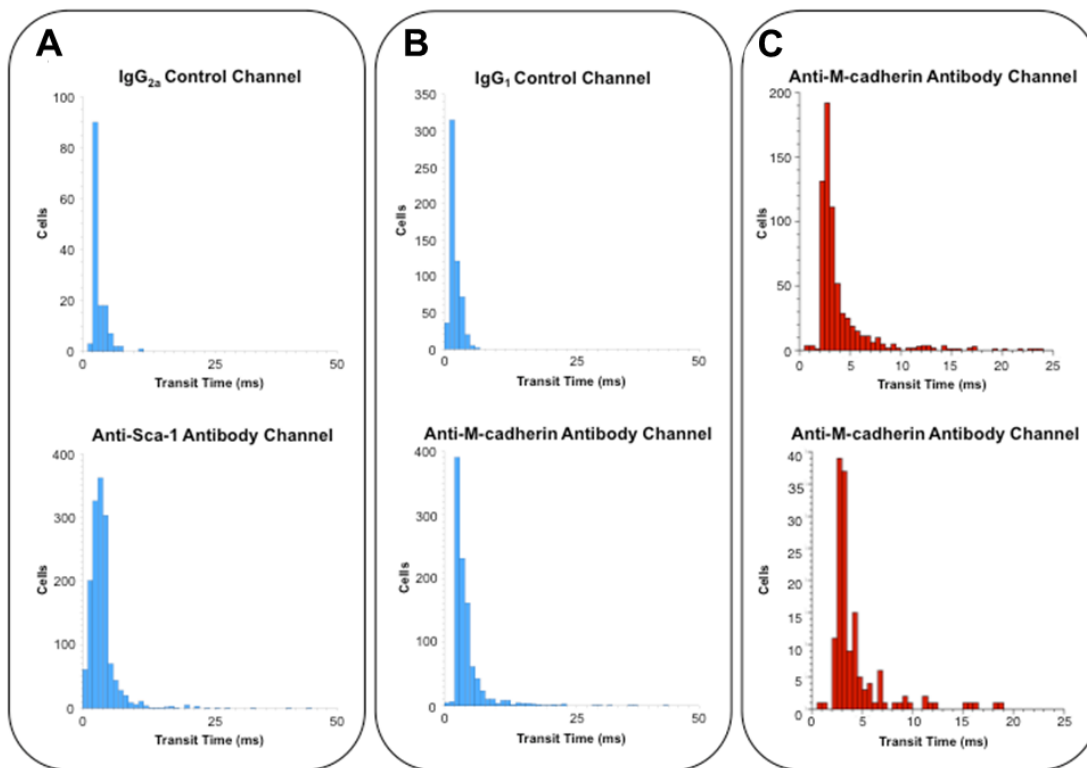 A
IgG2a Control Channel
100
80
60
40
20
0
Cells
0 25 50
Transit Time (ms)
Anti-Sca-1 Antibody Channel
400
300
200
100
0
Cells
0 25 50
Transit Time (ms)
B
IgG1 Control Channel
350
300
250
200
150
100
50
0
Cells
0 25 50
Transit Time (ms)
Anti-M-cadherin Antibody Channel
400
300
200
100
0
Cells
0 25 50
Transit Time (ms)
C
Anti-M-cadherin Antibody Channel
200
150
100
50
0
Cells
0 5 10 15 20 25
Transit Time (ms)
Anti-M-cadherin Antibody Channel
40
35
30
25
20
15
10
5
0
Cells
0 5 10 15 20 25
Transit Time (ms)